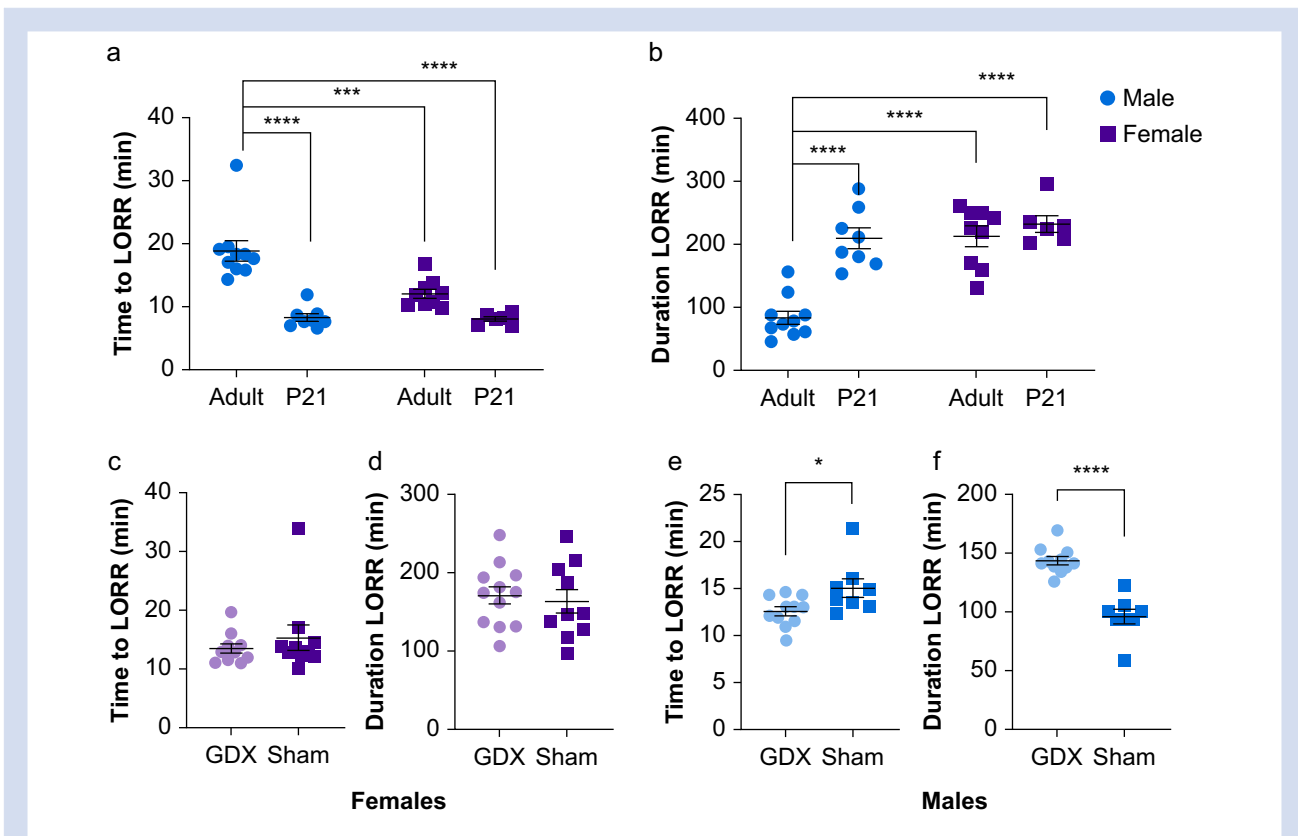 a
Time to LORR (min)
40
30
20
10
0
****
***
****
Adult P21 Adult P21
b
Duration LORR (min)
400
300
200
100
0
****
****
****
Adult P21 Adult P21
Male
Female
c
Time to LORR (min)
40
30
20
10
0
GDX Sham
d
Duration LORR (min)
300
200
100
0
GDX Sham
Females
e
Time to LORR (min)
25
20
15
10
5
0
*
GDX Sham
f
Duration LORR (min)
200
150
100
50
0
****
GDX Sham
Males